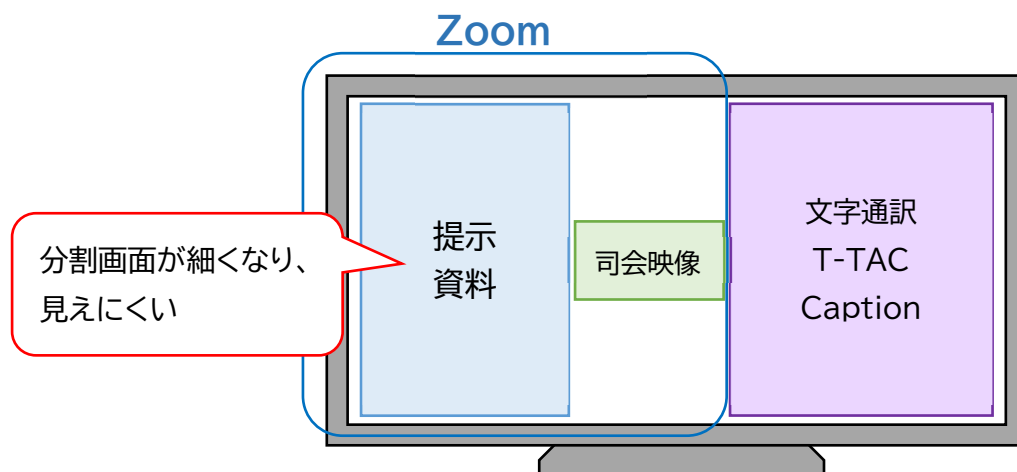 Zoom
分割画面が細くなり、
見えにくい
提示
資料
司会映像
文字通訳
T-TAC
Caption